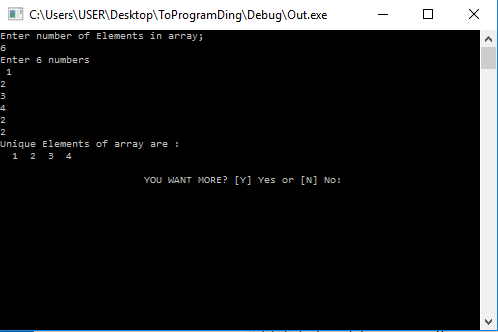 C:\Users\USER\Desktop\ToProgramDing\Debug\Out.exe
Enter number of Elements in array;
6
Enter 6 numbers
1
2
3
4
2
2
Unique Elements of array are :
1 2 3 4
YOU WANT MORE? [Y] Yes or [N] No: